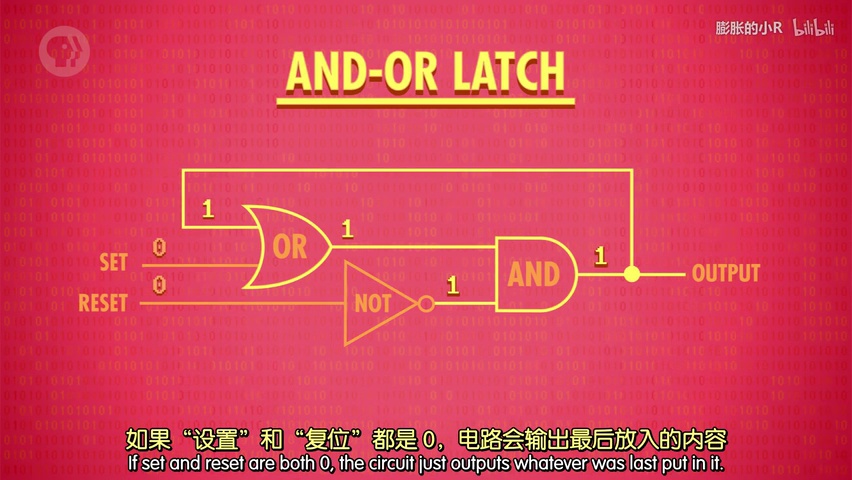 膨胀的小R bilibili
AND-OR LATCH
1
1
SET 0
OR
1
AND
OUTPUT
RESET 0
NOT
1
如果“设置”和“复位”都是 0，电路会输出最后放入的内容
If set and reset are both 0, the circuit just outputs whatever was last put in it.